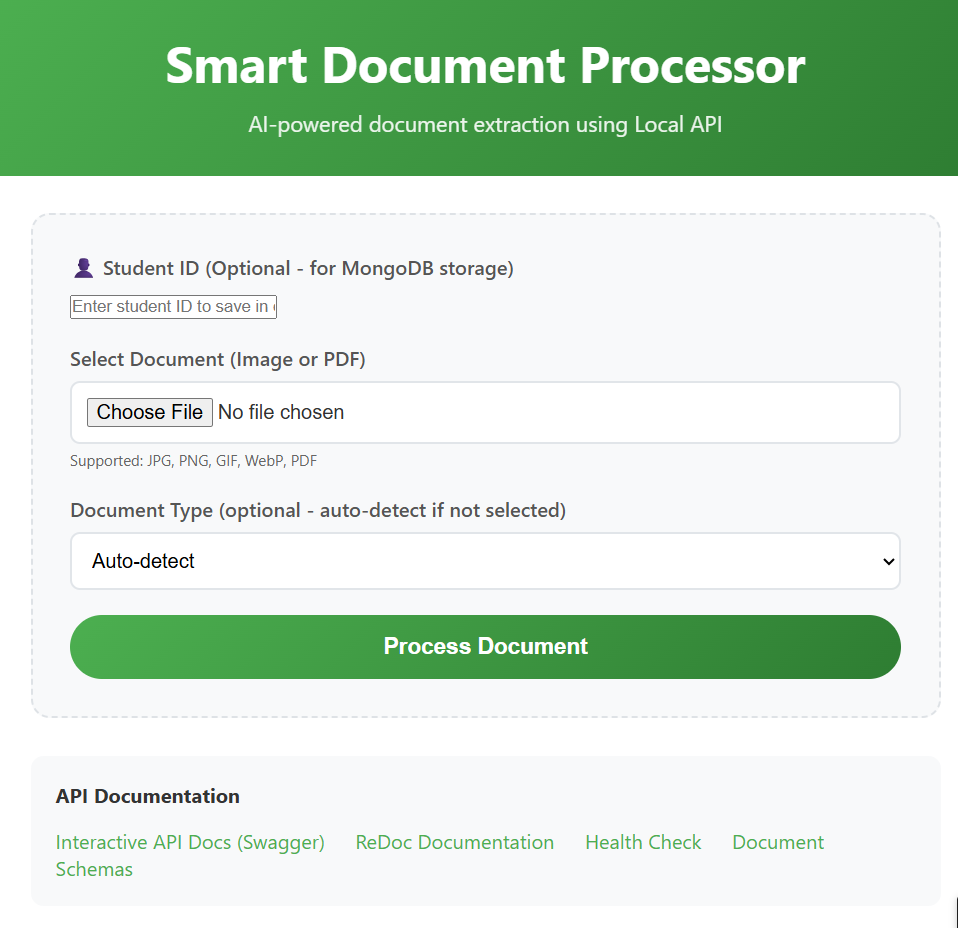 Smart Document Processor
AI-powered document extraction using Local API
Student ID (Optional - for MongoDB storage)
Enter student ID to save in
Select Document (Image or PDF)
Choose File No file chosen
Supported: JPG, PNG, GIF, WebP, PDF
Document Type (optional - auto-detect if not selected)
Auto-detect
Process Document
API Documentation
Interactive API Docs (Swagger) ReDoc Documentation Health Check Document
Schemas